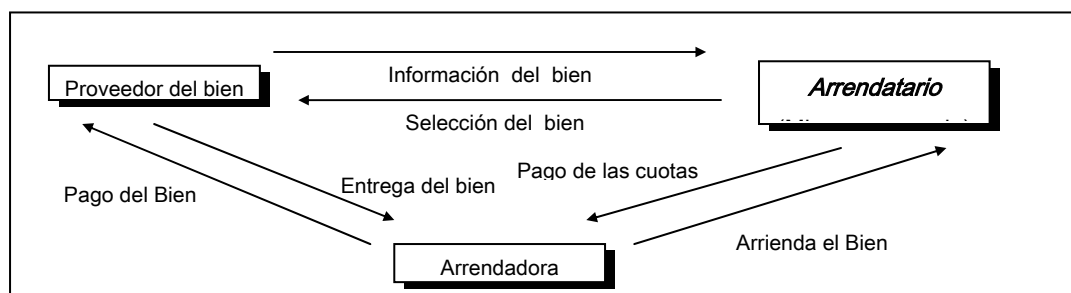 Información del bien
Proveedor del bien
Arrendatario
Selección del bien
Pago de las cuotas
Entrega del bien
Pago del Bien
Arrienda el Bien
Arrendadora